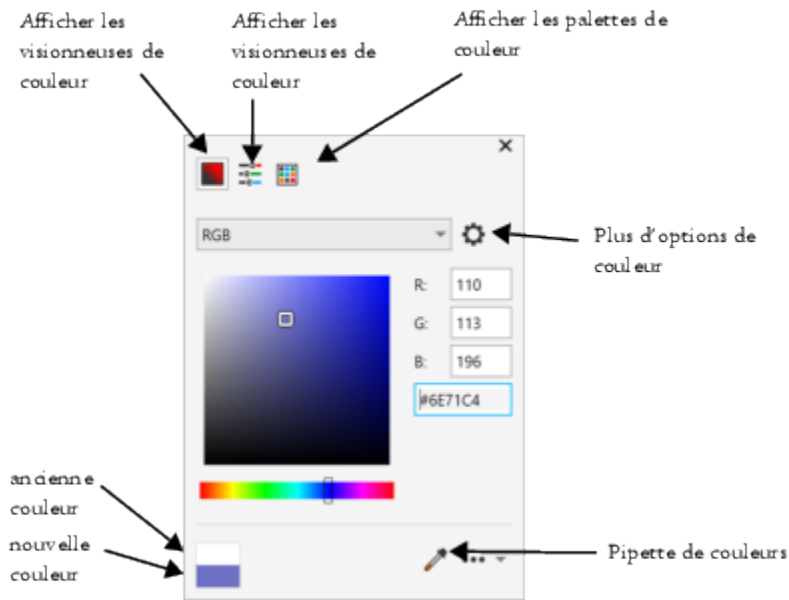 Afficher les
visionneuses de
couleur
Afficher les
visionneuses de
couleur
Afficher les palettes de
couleur
RGB
Plus d'options de
couleur
R: 110
G: 113
B: 196
#6E71C4
ancienne
couleur
nouvelle
couleur
Pipette de couleurs